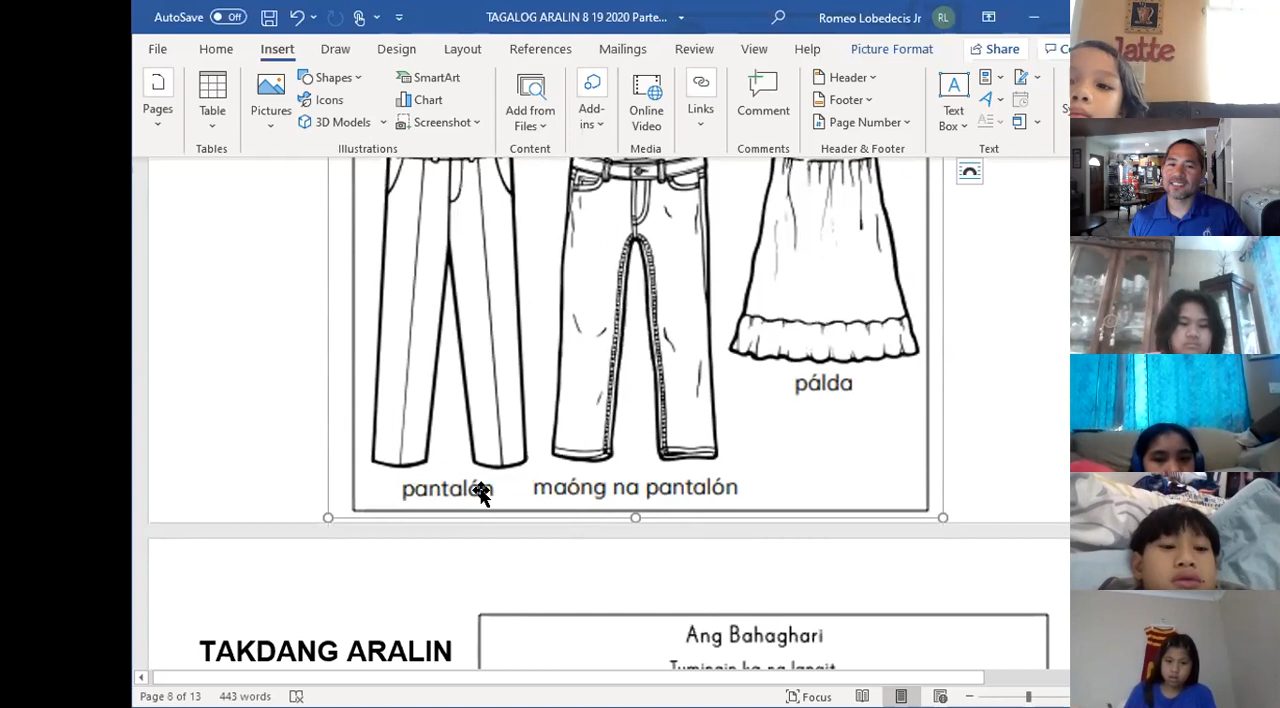 AutoSave Off TAGALOG ARALIN 8 19 2020 Parte... Romeo Lobedecis Jr RL
File Home Insert Draw Design Layout References Mailings Review View Help Picture Format Share
Pages Table Pictures Shapes SmartArt Add from Files Add-ins Online Video Links Comment Header Text Box
Icons Chart Footer
3D Models Screenshot Page Number
Tables Illustrations Content Media Comments Header & Footer Text
pálda
pantalón maóng na pantalón
TAKDANG ARALIN
Ang Bahaghari
Tumingin ka na langit
Page 8 of 13 443 words Focus
latte